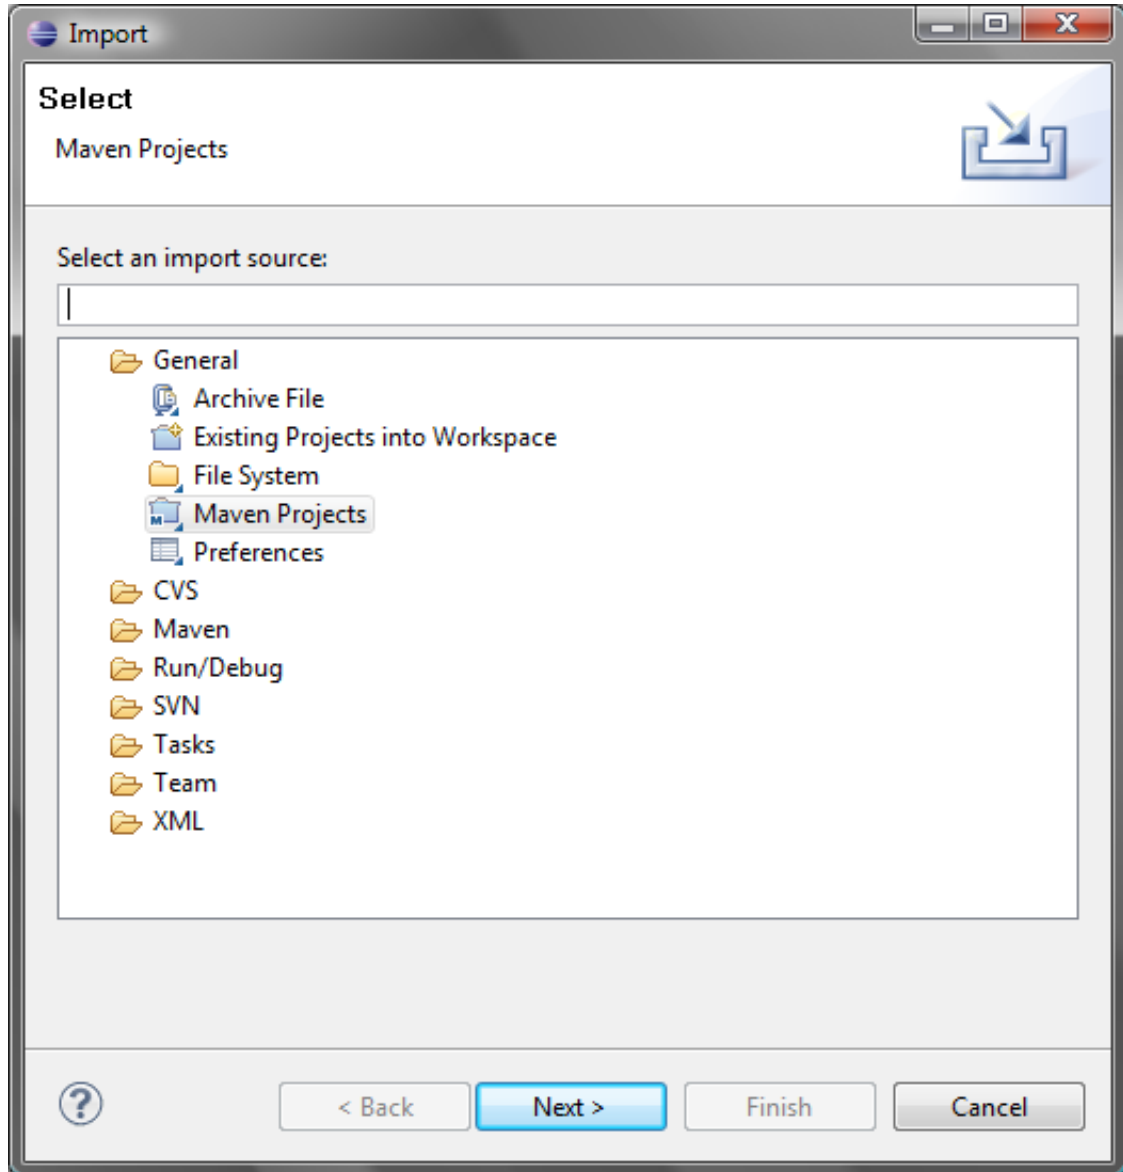 Import
Select
Maven Projects
Select an import source:
General
Archive File
Existing Projects into Workspace
File System
Maven Projects
Preferences
CVS
Maven
Run/Debug
SVN
Tasks
Team
XML
? < Back Next > Finish Cancel